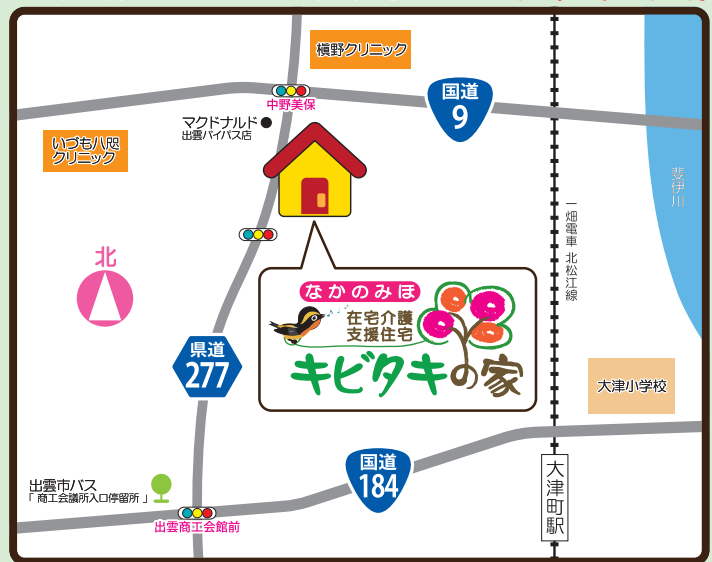 槇野クリニック
国道
9
中野美保
マクドナルド
出雲バイパス店
いづも八咫
クリニック
斐伊川
一畑電車 北松江線
北
なかのみほ
在宅介護
支援住宅
キビタキの家
県道
277
大津小学校
国道
184
大津町駅
出雲市バス
「 商工会議所入口停留所 」
出雲商工会館前